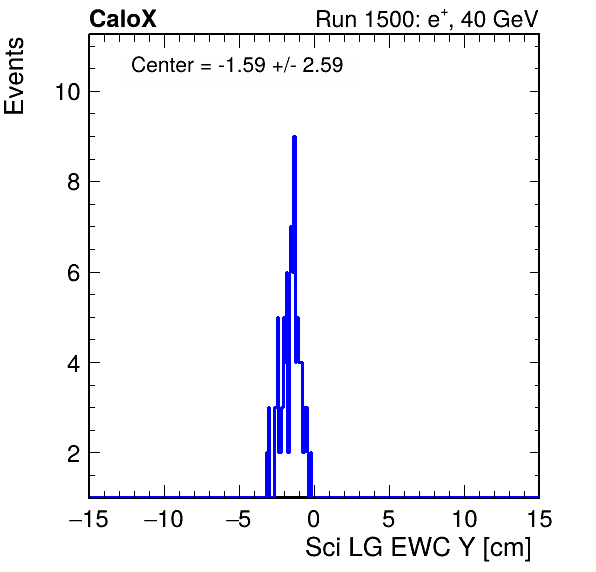 CaloX Run 1500: e⁺, 40 GeV
Center = -1.59 +/- 2.59
Events
10
8
6
4
2
−15 −10 −5 0 5 10 15
Sci LG EWC Y [cm]